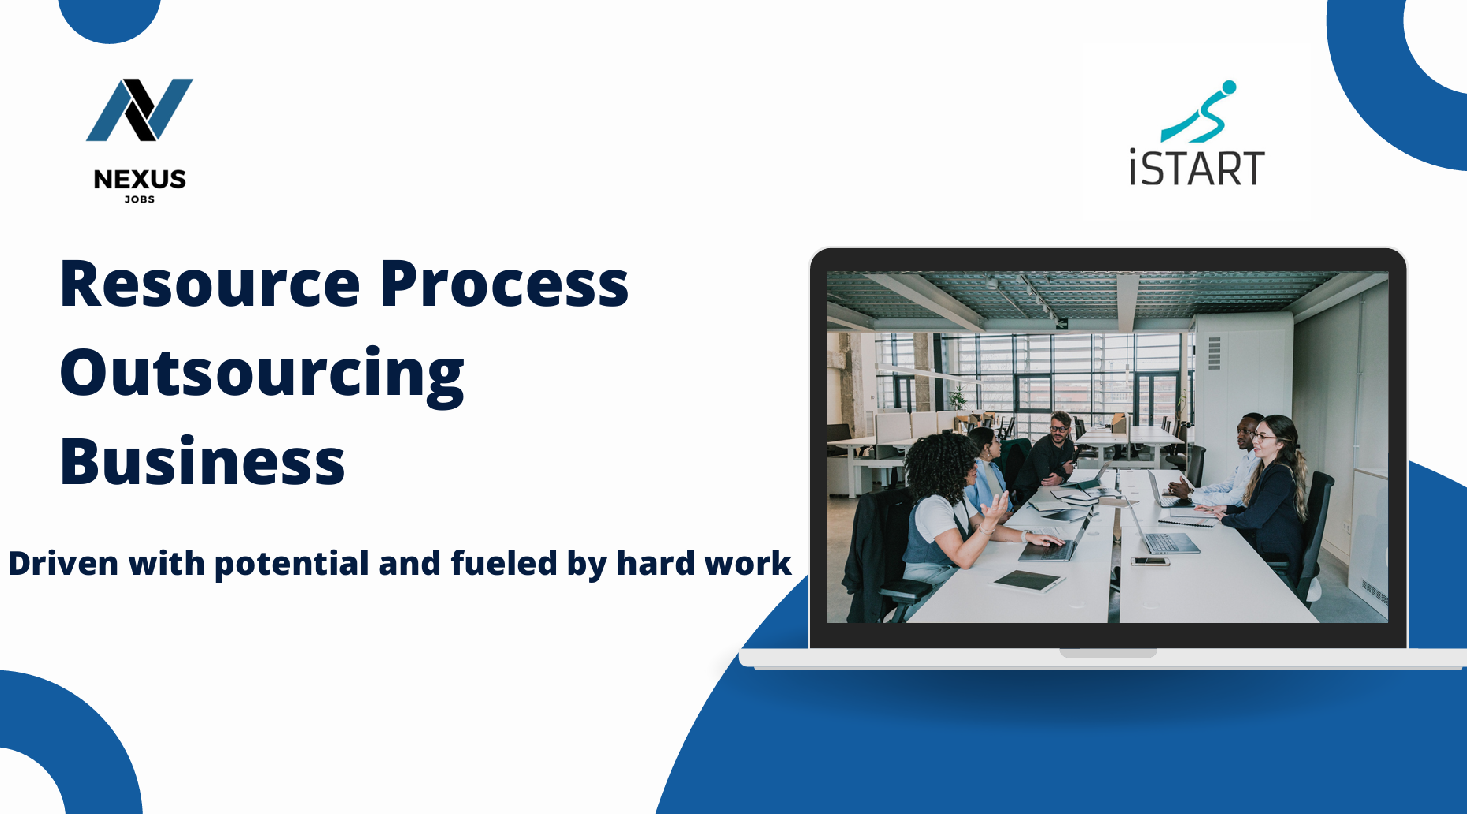 NEXUS
JOBS
iSTART
Resource Process
Outsourcing
Business
Driven with potential and fueled by hard work